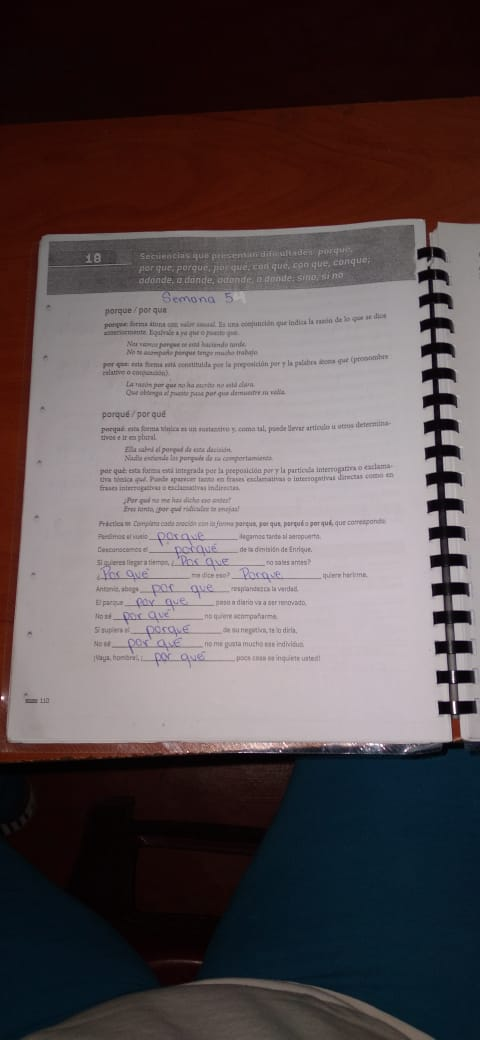 18
Secuencias que presentan dificultades: porque,
por que, porqué, por qué; con qué, con que, conque;
adonde, a donde, adónde, a dónde; sino, si no
Semana 5
porque / por que
porque: forma átona con valor causal. Es una conjunción que indica la razón de lo que se dice
anteriormente. Equivale a ya que o puesto que.
Nos vamos porque se está haciendo tarde.
No te acompaño porque tengo mucho trabajo.
por que: esta forma está constituida por la preposición por y la palabra átona que (pronombre
relativo o conjunción).
La razón por que no ha escrito no está clara.
Que obtenga el puesto pasa por que demuestre su valía.
porqué / por qué
porqué: esta forma tónica es un sustantivo y, como tal, puede llevar artículo u otros determina-
tivos e ir en plural.
Ella sabrá el porqué de esta decisión.
Nadie entiende los porqués de su comportamiento.
por qué: esta forma está integrada por la preposición por y la partícula interrogativa o exclama-
tiva tónica qué. Puede aparecer tanto en frases exclamativas o interrogativas directas como en
frases interrogativas o exclamativas indirectas.
¿Por qué no me has dicho eso antes?
Eres tonto, ¡por qué ridículos te enojas!
Práctica Completa cada oración con la forma porque, por que, porqué o por qué, que corresponda:
Perdimos el vuelo porque llegamos tarde al aeropuerto.
Desconocemos el porqué de la dimisión de Enrique.
Si quieres llegar a tiempo, ¿ Por qué no sales antes?
¿ Por qué me dice eso? Porque quiere herirme.
Antonio, aboga por que resplandezca la verdad.
El parque por que paso a diario va a ser renovado.
No sé por qué no quiere acompañarme.
Si supiera el porqué de su negativa, te lo diría.
No sé por qué no me gusta mucho ese individuo.
¡Vaya, hombre!, ¡ por qué poca cosa se inquieta usted!
110